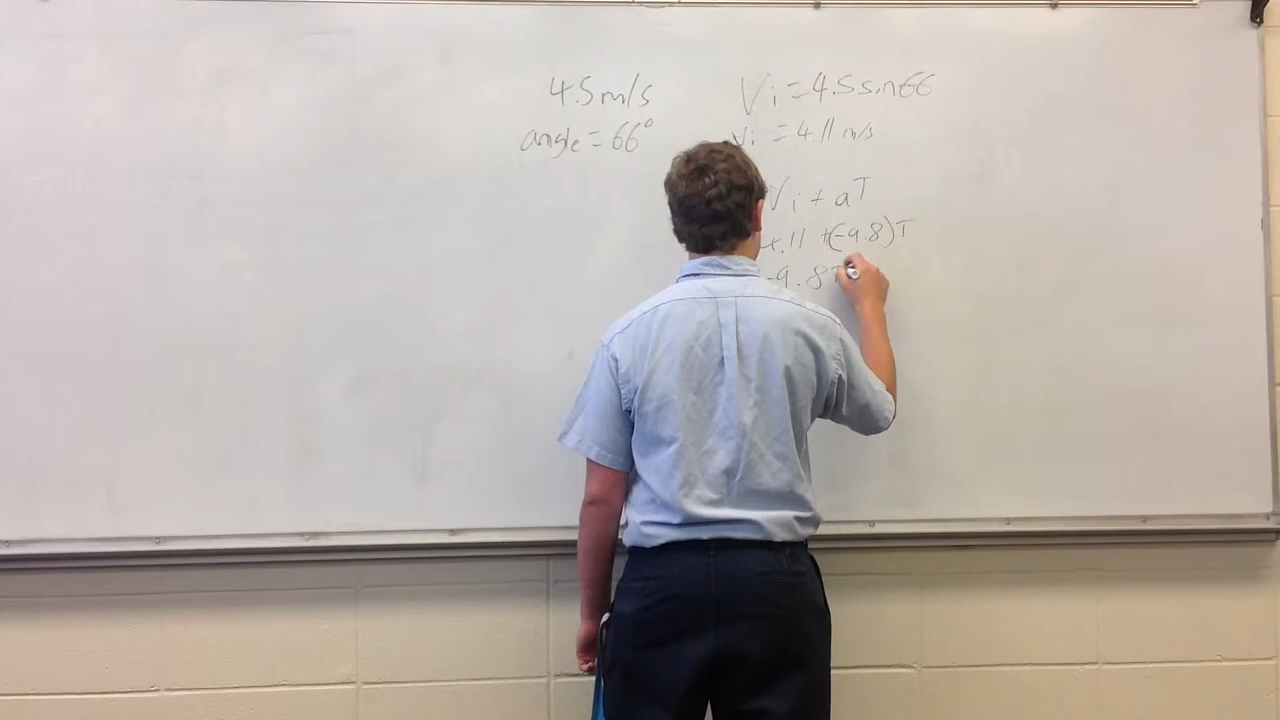 4.5 m/s
angle = 66°
Vi = 4.5 sin 66
Vi = 4.11 m/s
Vi + aT
4.11 + (-9.8)T
-9.8T